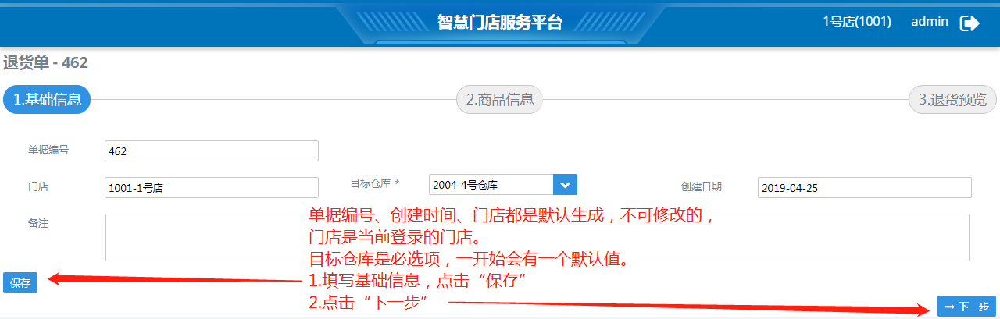 智慧门店服务平台
1号店(1001) admin
退货单 - 462
1.基础信息 2.商品信息 3.退货预览
单据编号 462
门店 1001-1号店 目标仓库 * 2004-4号仓库 创建日期 2019-04-25
备注
单据编号、创建时间、门店都是默认生成，不可修改的，
门店是当前登录的门店。
目标仓库是必选项，一开始会有一个默认值。
1.填写基础信息，点击“保存”
2.点击“下一步”
保存
下一步